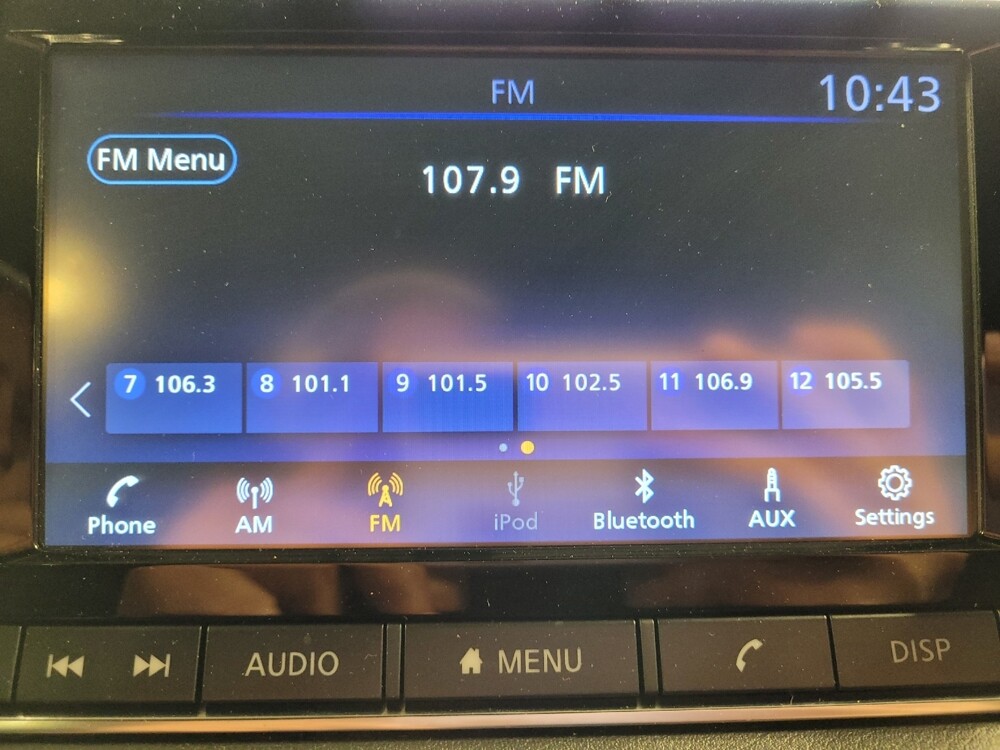 FM 10:43
FM Menu
107.9 FM
7 106.3 8 101.1 9 101.5 10 102.5 11 106.9 12 105.5
Phone AM FM iPod Bluetooth AUX Settings
AUDIO MENU DISP